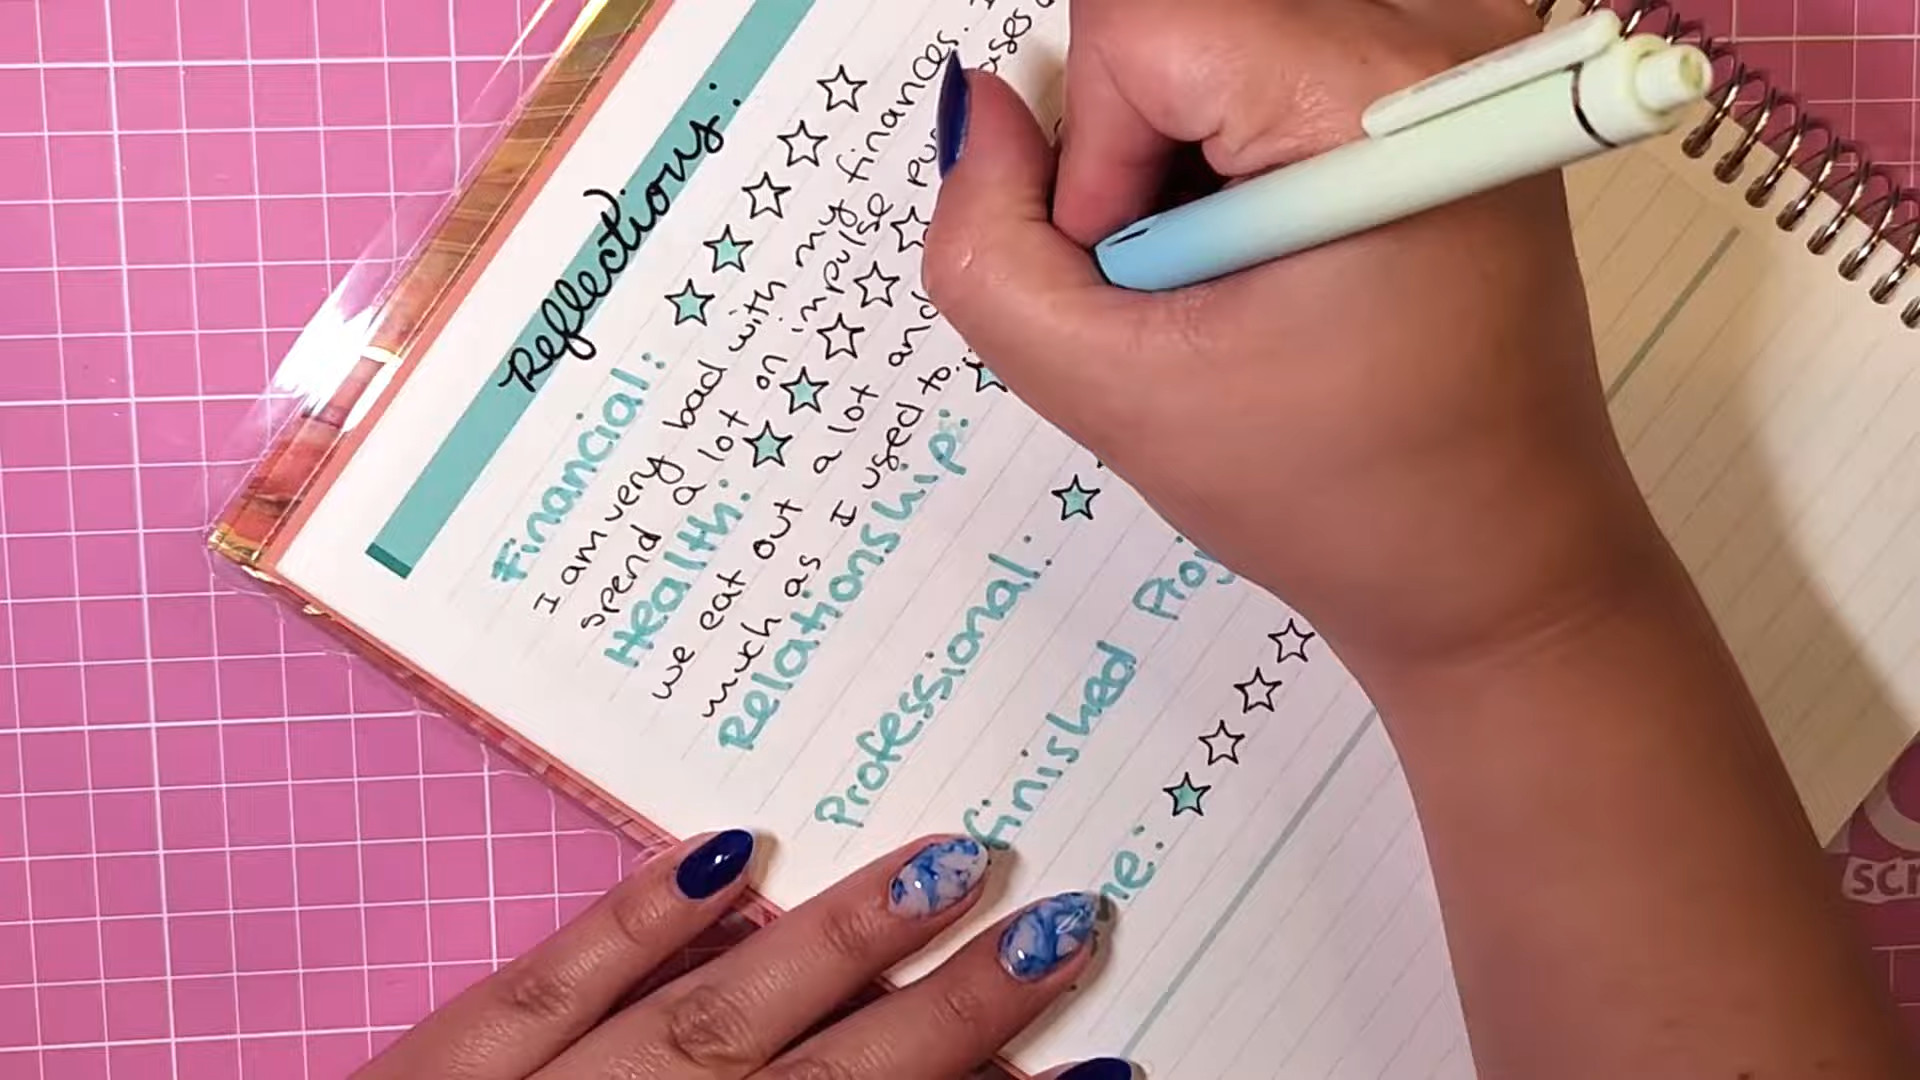 Reflections:
Financial:
I am very bad with my finances. I
spend a lot on impulse
Health:
we eat out a lot and
much as I used to.
Relationship:
Professional:
finished
scr